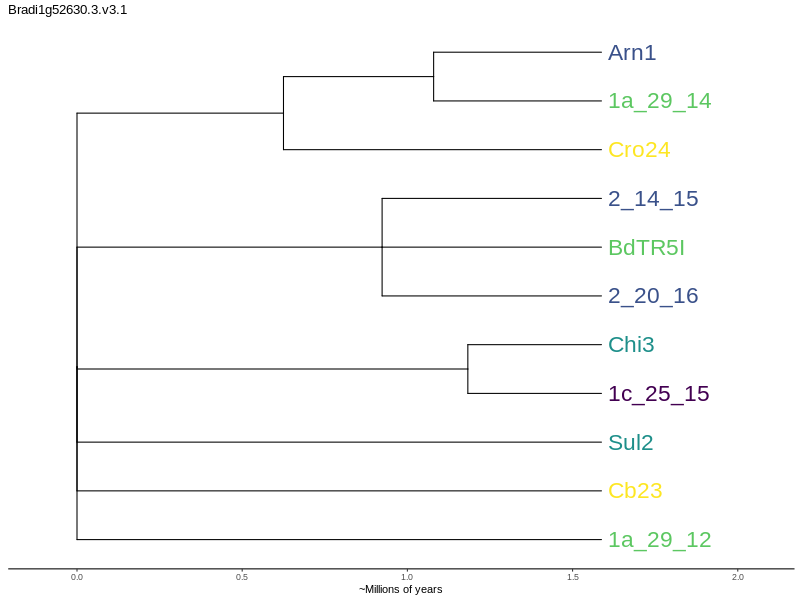 Bradi1g52630.3.v3.1
Arn1
1a_29_14
Cro24
2_14_15
BdTR5I
2_20_16
Chi3
1c_25_15
Sul2
Cb23
1a_29_12
0.0 0.5 1.0 1.5 2.0
~Millions of years